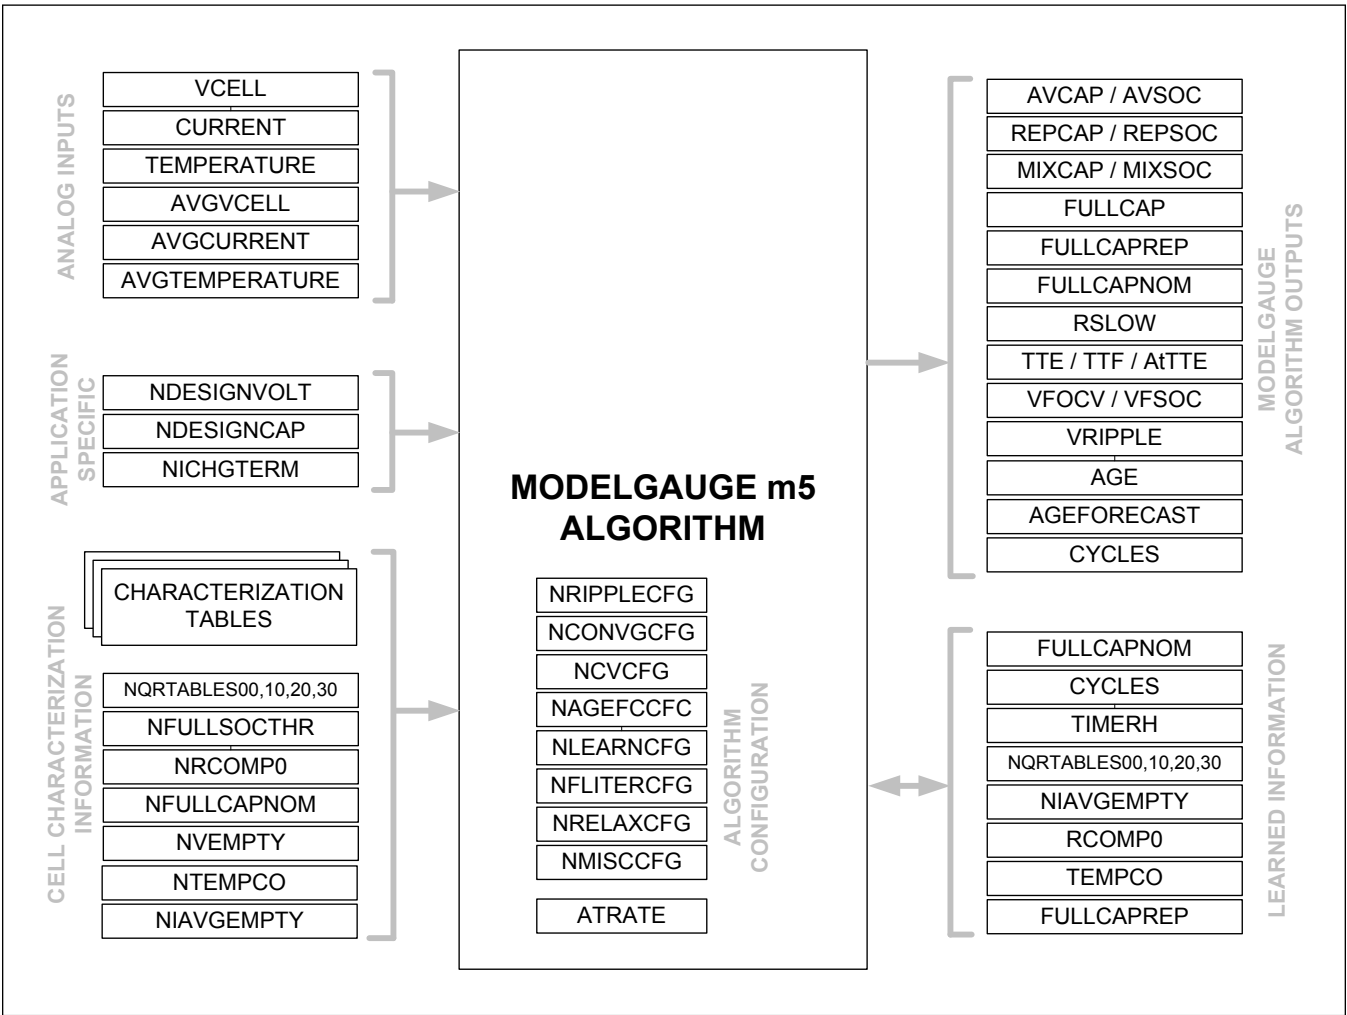 ANALOG INPUTS
VCELL
CURRENT
TEMPERATURE
AVGVCELL
AVGCURRENT
AVGTEMPERATURE
APPLICATION
SPECIFIC
NDESIGNVOLT
NDESIGNCAP
NICHGTERM
CELL CHARACTERIZATION
INFORMATION
CHARACTERIZATION
TABLES
NQRTABLES00,10,20,30
NFULLSOCTHR
NRCOMP0
NFULLCAPNOM
NVEMPTY
NTEMPCO
NIAVGEMPTY
MODELGAUGE m5
ALGORITHM
NRIPPLECFG
NCONVGCFG
NCVCFG
NAGEFCCFC
NLEARNCFG
NFLITERCFG
NRELAXCFG
NMISCCFG
ATRATE
ALGORITHM
CONFIGURATION
AVCAP / AVSOC
REPCAP / REPSOC
MIXCAP / MIXSOC
FULLCAP
FULLCAPREP
FULLCAPNOM
RSLOW
TTE / TTF / AtTTE
VFOCV / VFSOC
VRIPPLE
AGE
AGEFORECAST
CYCLES
MODELGAUGE
ALGORITHM OUTPUTS
FULLCAPNOM
CYCLES
TIMERH
NQRTABLES00,10,20,30
NIAVGEMPTY
RCOMP0
TEMPCO
FULLCAPREP
LEARNED INFORMATION